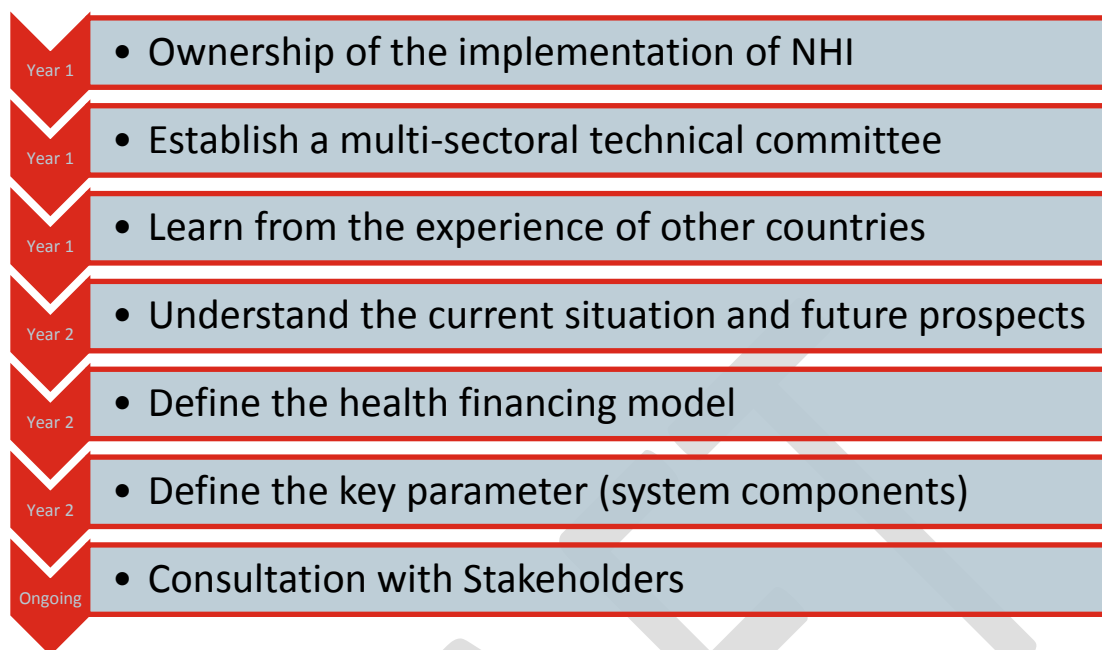 Year 1
• Ownership of the implementation of NHI
Year 1
• Establish a multi-sectoral technical committee
Year 1
• Learn from the experience of other countries
Year 2
• Understand the current situation and future prospects
Year 2
• Define the health financing model
Year 2
• Define the key parameter (system components)
Ongoing
• Consultation with Stakeholders